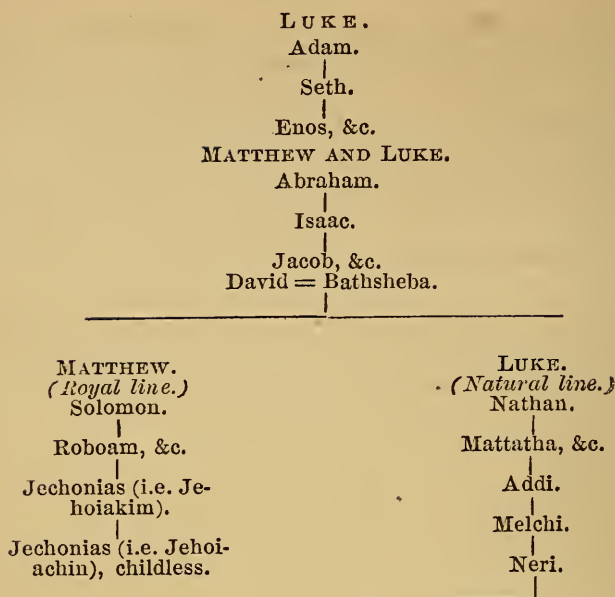 LUKE.
Adam.
Seth.
Enos, &c.
MATTHEW AND LUKE.
Abraham.
Isaac.
Jacob, &c.
David = Bathsheba.
MATTHEW.
(Royal line.)
Solomon.
Roboam, &c.
Jechonias (i.e. Je-
hoiakim).
Jechonias (i.e. Jehoi-
achin), childless.
LUKE.
(Natural line.)
Nathan.
Mattatha, &c.
Addi.
Melchi.
Neri.